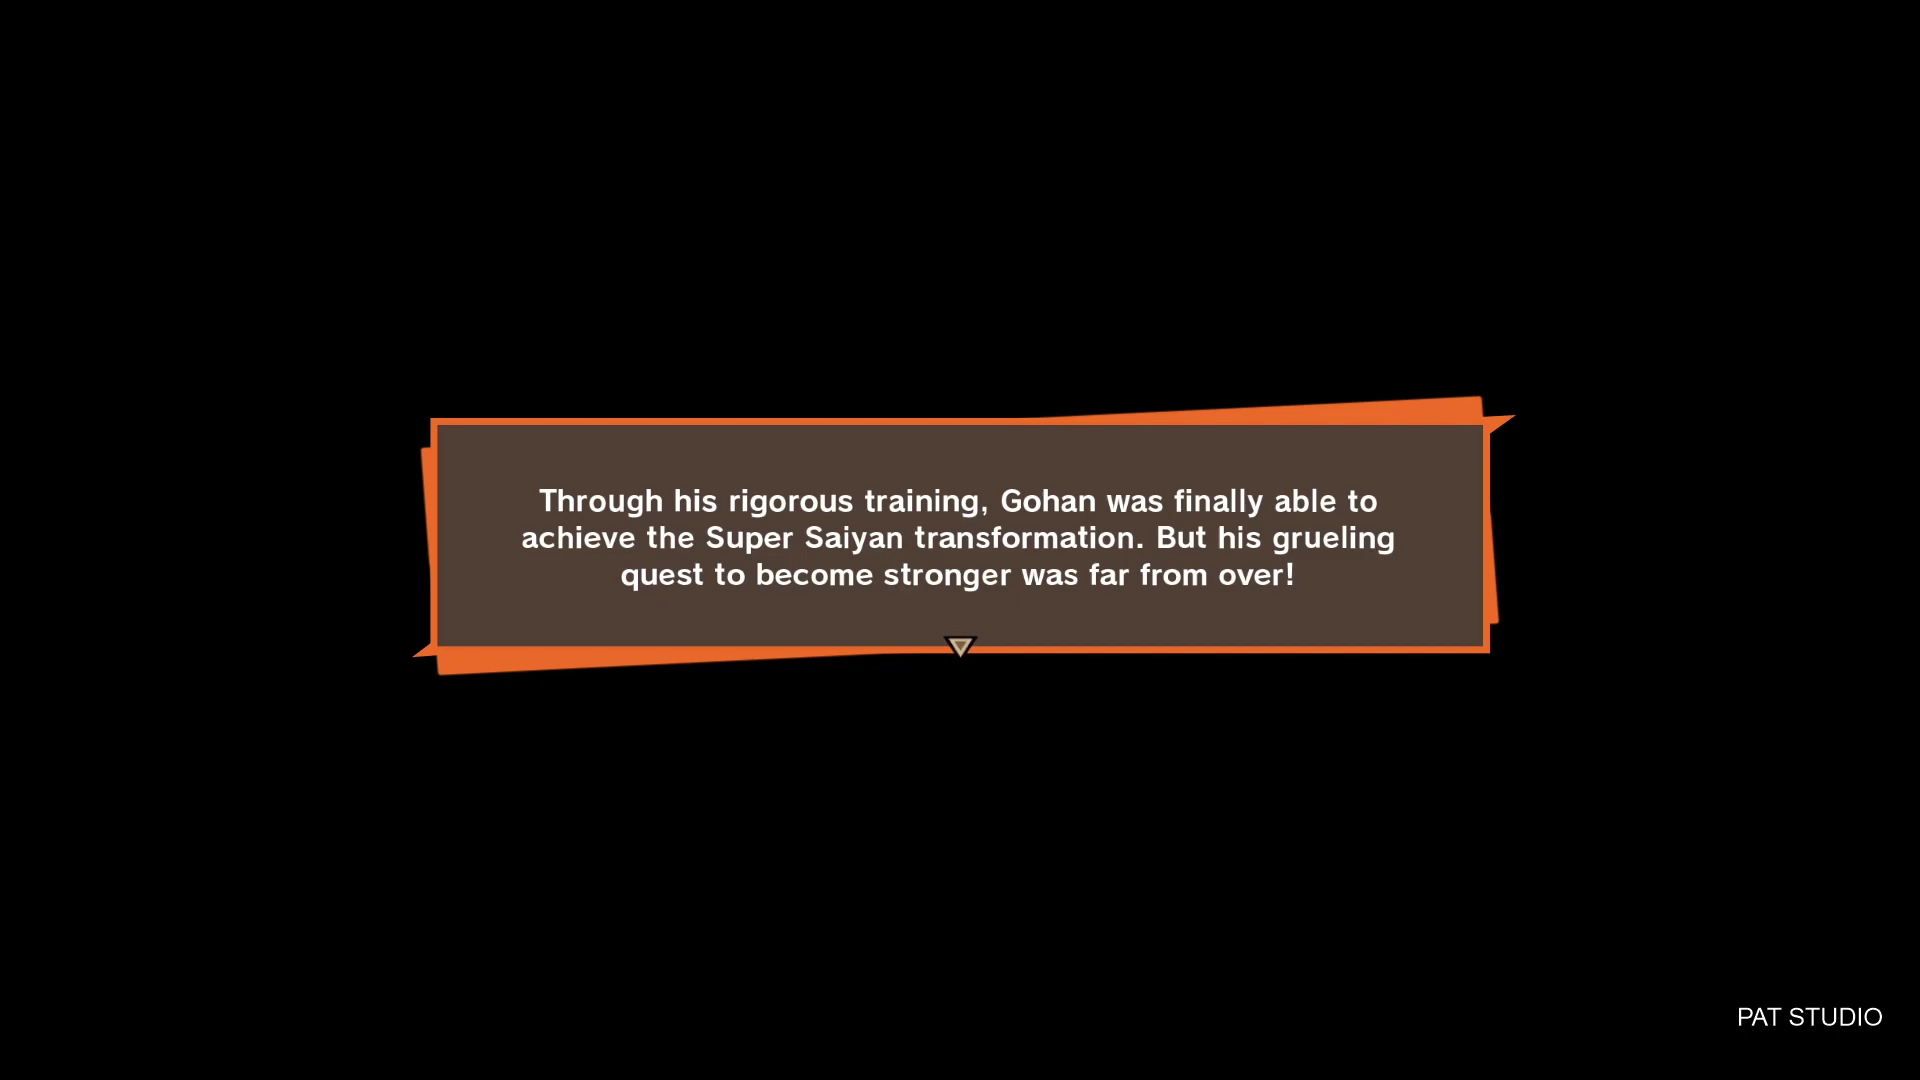 Through his rigorous training, Gohan was finally able to
achieve the Super Saiyan transformation. But his grueling
quest to become stronger was far from over!
PAT STUDIO